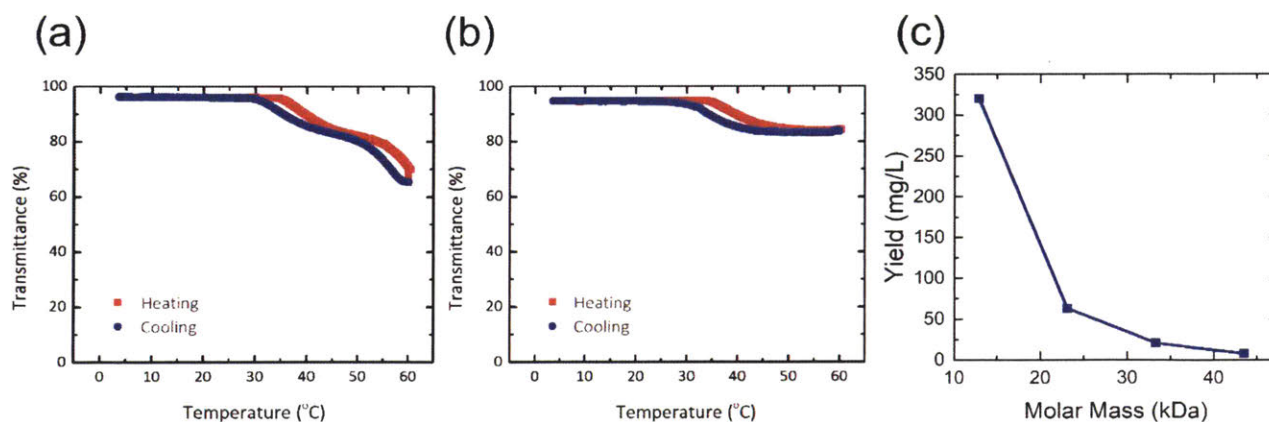 (a)
100
80
60
40
20
0
Transmittance (%)
Heating
Cooling
0 10 20 30 40 50 60
Temperature (°C)
(b)
100
80
60
40
20
0
Transmittance (%)
Heating
Cooling
0 10 20 30 40 50 60
Temperature (°C)
(c)
350
300
250
200
150
100
50
0
Yield (mg/L)
10 20 30 40
Molar Mass (kDa)